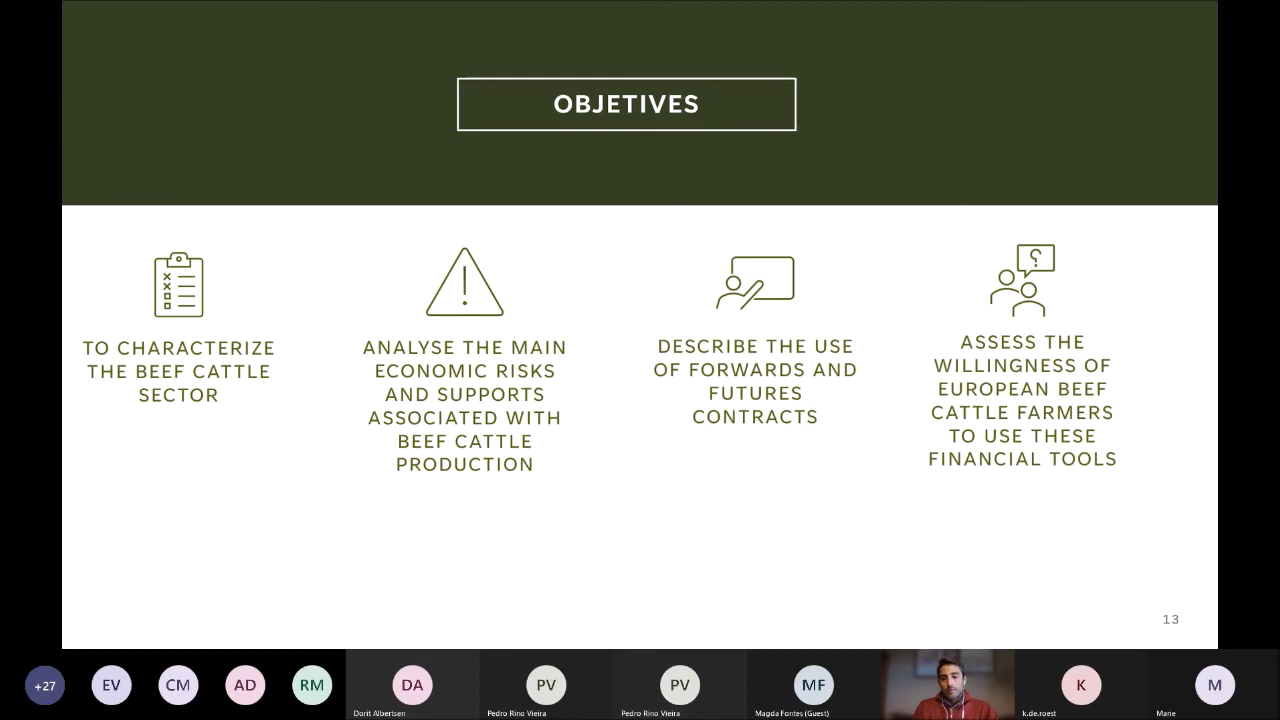 OBJETIVES
TO CHARACTERIZE
THE BEEF CATTLE
SECTOR
ANALYSE THE MAIN
ECONOMIC RISKS
AND SUPPORTS
ASSOCIATED WITH
BEEF CATTLE
PRODUCTION
DESCRIBE THE USE
OF FORWARDS AND
FUTURES
CONTRACTS
ASSESS THE
WILLINGNESS OF
EUROPEAN BEEF
CATTLE FARMERS
TO USE THESE
FINANCIAL TOOLS
13
+27
EV
CM
AD
RM
DA
Dorit Albertsen
PV
Pedro Rino Vieira
PV
Pedro Rino Vieira
MF
Magda Fontes (Guest)
K
k.de.roest
M
Marie